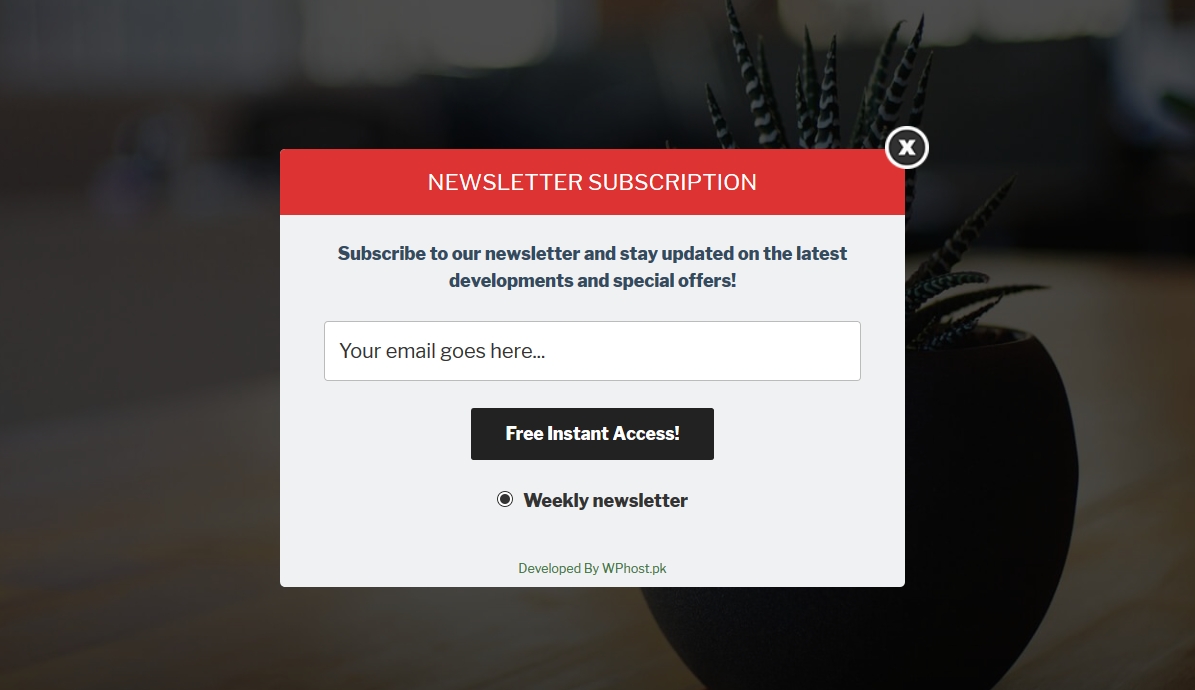 X
NEWSLETTER SUBSCRIPTION
Subscribe to our newsletter and stay updated on the latest
developments and special offers!
Your email goes here...
Free Instant Access!
Weekly newsletter
Developed By WPhost.pk